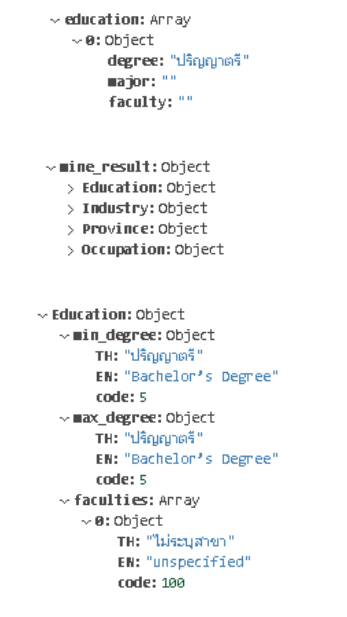 education: Array
0: Object
degree: "ปริญญาตรี"
major: ""
faculty: ""
mine_result: Object
Education: Object
Industry: Object
Province: Object
Occupation: Object
Education: Object
min_degree: Object
TH: "ปริญญาตรี"
EN: "Bachelor's Degree"
code: 5
max_degree: Object
TH: "ปริญญาตรี"
EN: "Bachelor's Degree"
code: 5
faculties: Array
0: Object
TH: "ไม่ระบุสาขา"
EN: "unspecified"
code: 100